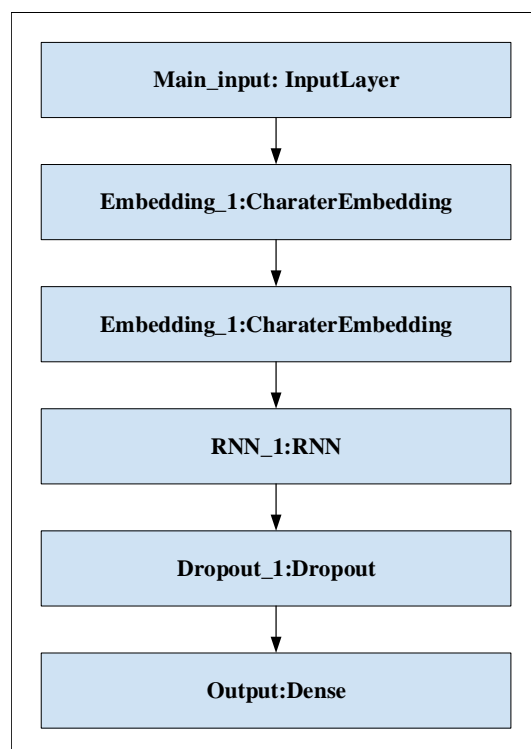 Main_input: InputLayer
Embedding_1:CharaterEmbedding
Embedding_1:CharaterEmbedding
RNN_1:RNN
Dropout_1:Dropout
Output:Dense